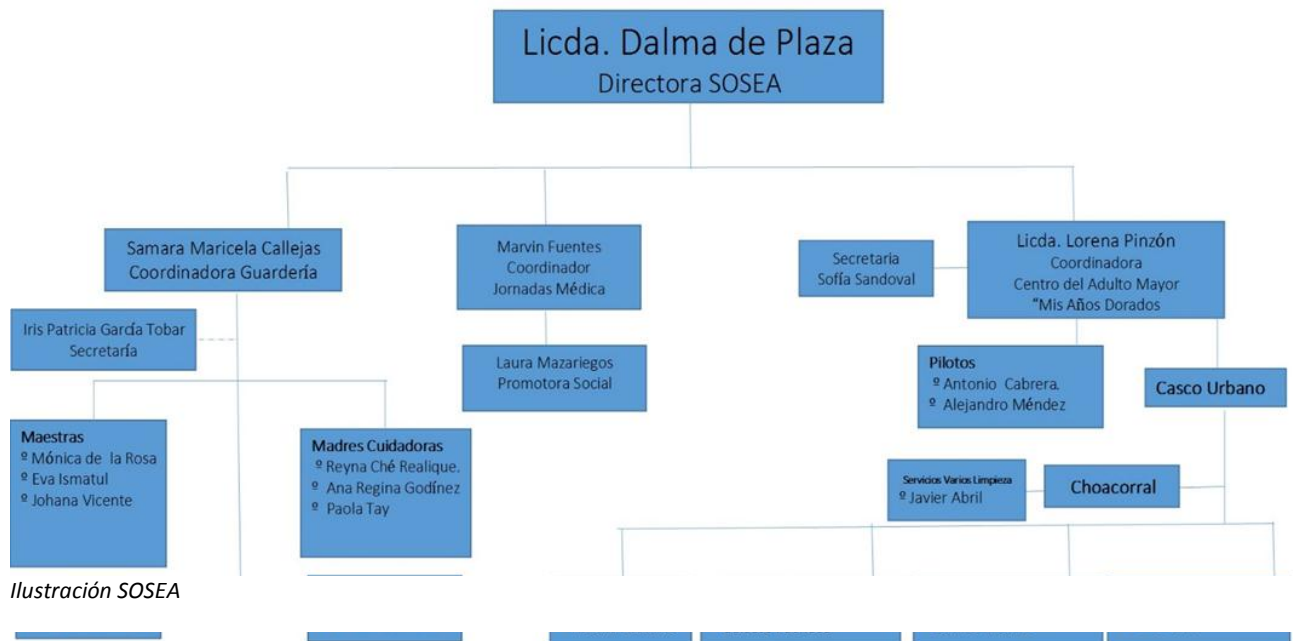 Licda. Dalma de Plaza
Directora SOSEA
Samara Maricela Callejas
Coordinadora Guardería
Marvin Fuentes
Coordinador
Jornadas Médica
Secretaria
Sofía Sandoval
Licda. Lorena Pinzón
Coordinadora
Centro del Adulto Mayor
“Mis Años Dorados
Iris Patricia García Tobar
Secretaría
Laura Mazariegos
Promotora Social
Pilotos
º Antonio Cabrera.
º Alejandro Méndez
Casco Urbano
Maestras
º Mónica de la Rosa
º Eva Ismatul
º Johana Vicente
Madres Cuidadoras
º Reyna Ché Realique.
º Ana Regina Godínez
º Paola Tay
Servicios Varios Limpieza
º Javier Abril
Choacorral
Ilustración SOSEA